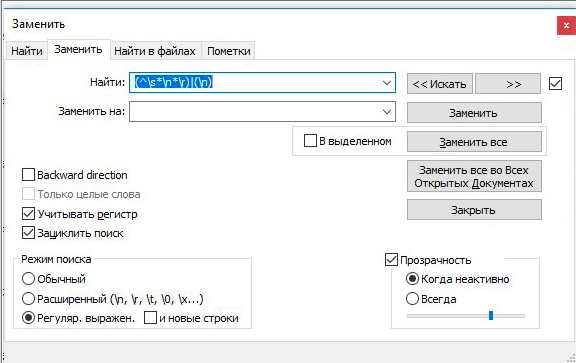 Заменить
Найти Заменить Найти в файлах Пометки
Найти: (^\s*\n*\r)|(\n) << Искать >>
Заменить на: Заменить
В выделенном Заменить все
Заменить все во Всех
Открытых Документах
Закрыть
Backward direction
Только целые слова
Учитывать регистр
Зациклить поиск
Режим поиска
Обычный
Расширенный (\n, \r, \t, \0, \x...)
Регуляр. выражен. и новые строки
Прозрачность
Когда неактивно
Всегда